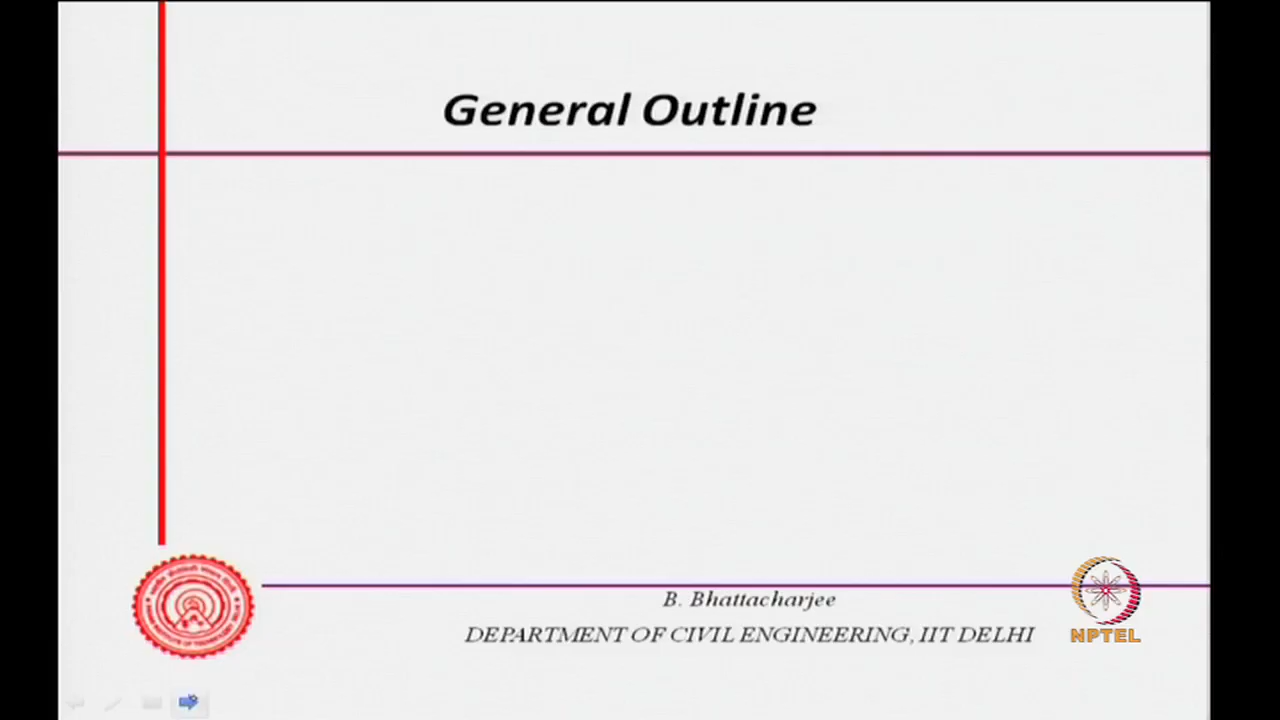 General Outline
B. Bhattacharjee
DEPARTMENT OF CIVIL ENGINEERING, IIT DELHI
NPTEL